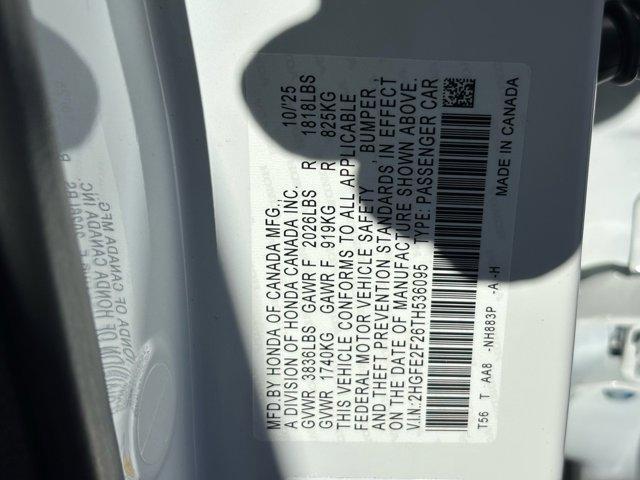 MFD.BY HONDA OF CANADA MFG., 10/'25
A DIVISION OF HONDA CANADA INC.
GVWR 3836LBS GAWR F 2026LBS R 1818LBS
GVWR 1740KG GAWR F 919KG R 825KG
THIS VEHICLE CONFORMS TO ALL APPLICABLE
FEDERAL MOTOR VEHICLE SAFETY , BUMPER ,
AND THEFT PREVENTION STANDARDS IN EFFECT
ON THE DATE OF MANUFACTURE SHOWN ABOVE.
V.I.N.:2HGFE2F26TH536095 TYPE: PASSENGER CAR
T56 T AA8 -NH883P -A -H
MADE IN CANADA